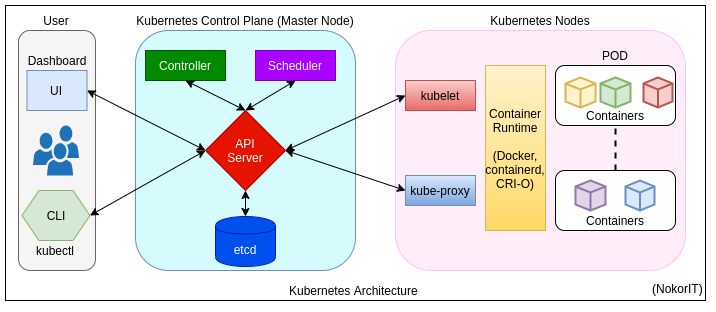 User
Kubernetes Control Plane (Master Node)
Kubernetes Nodes
Dashboard
UI
CLI
kubectl
Controller
Scheduler
API
Server
etcd
kubelet
kube-proxy
Container
Runtime
(Docker,
containerd,
CRI-O)
POD
Containers
Containers
Kubernetes Architecture
(NokorIT)